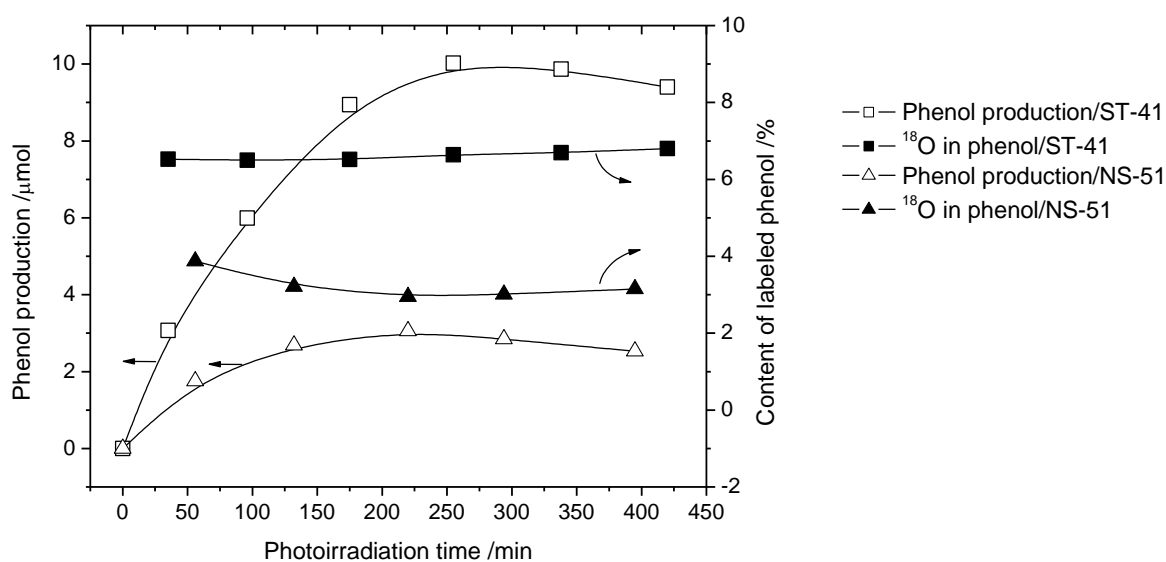 Phenol production /μmol
10
8
6
4
2
0
10
8
6
4
2
0
-2
Content of labeled phenol /%
0 50 100 150 200 250 300 350 400 450
Photoirradiation time /min
Phenol production/ST-41
¹⁸O in phenol/ST-41
Phenol production/NS-51
¹⁸O in phenol/NS-51